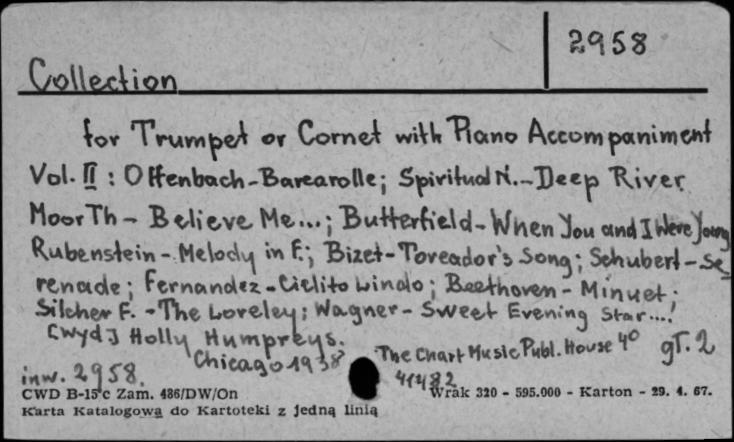 2958
Collection
for Trumpet or Cornet with Piano Accompaniment
Vol. II : Offenbach - Barcarolle; Spiritual N. - Deep River
Moor Th - Believe Me...; Butterfield - When You and I Were Young
Rubenstein - Melody in F.; Bizet - Toreador's Song; Schubert - Se-
renade; Fernandez - Cielito Lindo; Beethoven - Minuet;
Silcher F. - The Loreley; Wagner - Sweet Evening Star...!
[Wyd] Holly Humpreys.
Chicago 1938 The Chart Music Publ. House 4° gT. 2
inw. 2958. 41482
CWD B-15c Zam. 486/DW/On Wrak 320 - 595.000 - Karton - 29. 4. 67.
Karta Katalogowa do Kartoteki z jedną linią